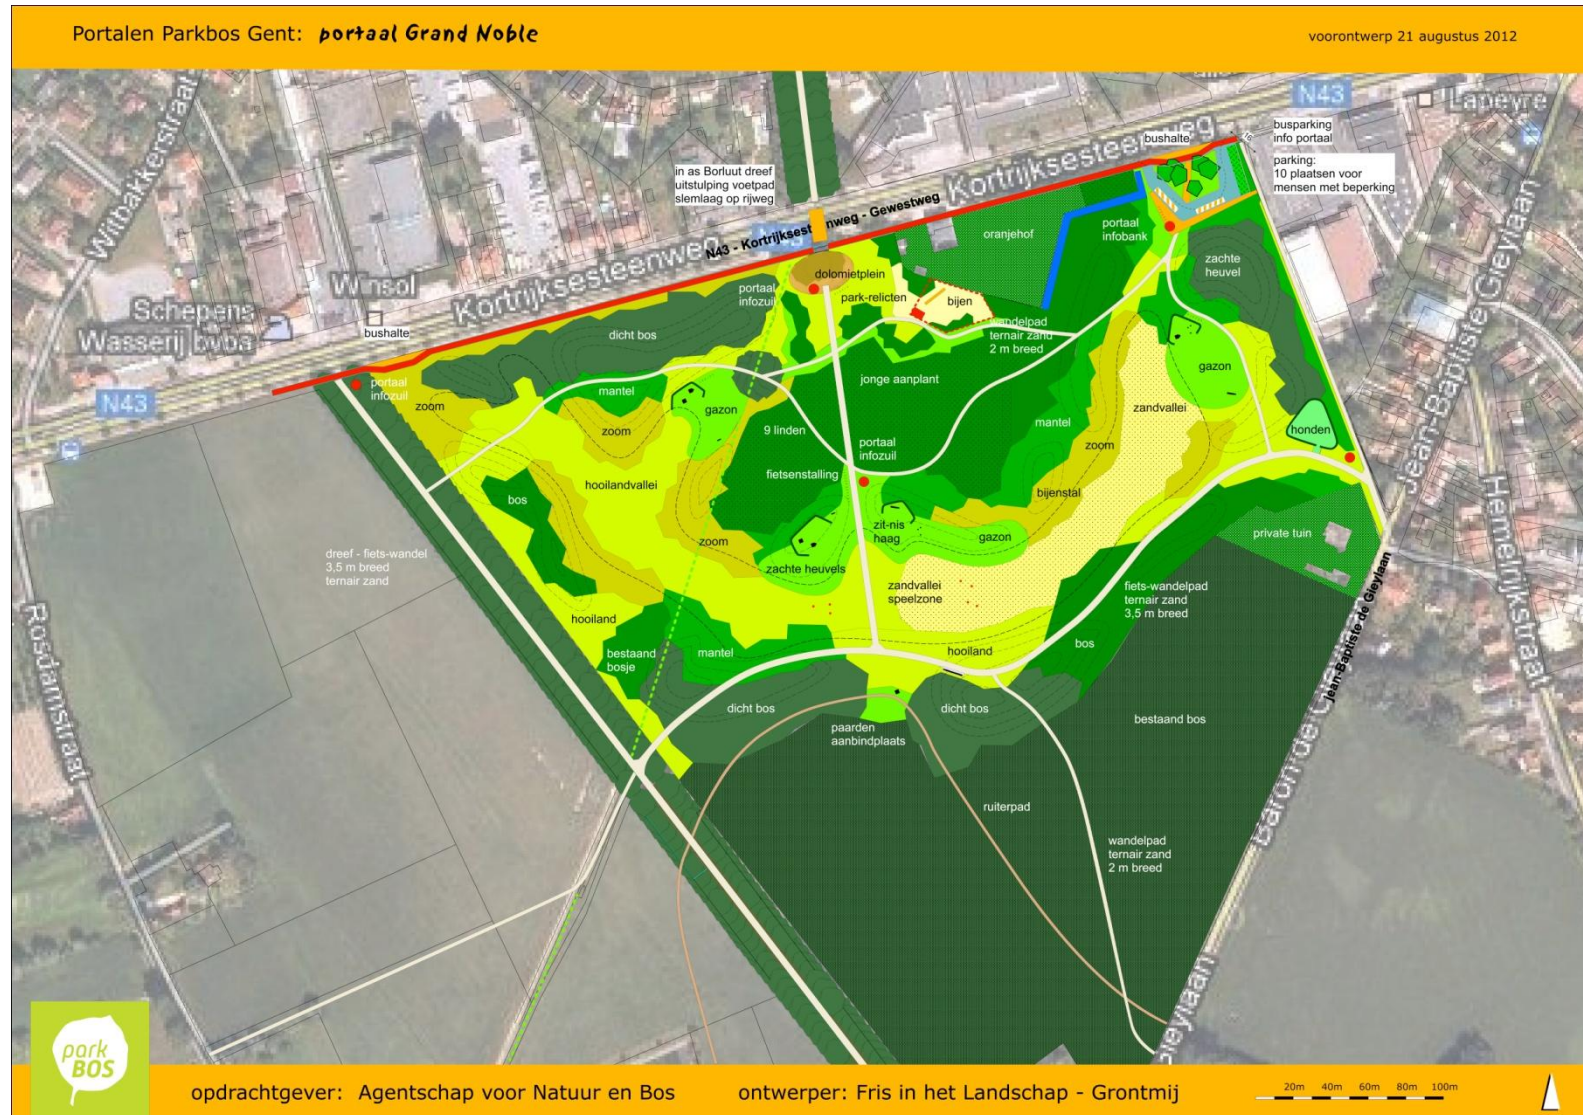 Portalen Parkbos Gent: portaal Grand Noble
voorontwerp 21 augustus 2012
N43
Lapeyre
Witbakkerstraat
Kortrijksesteenweg
bushalte
busparking
info portaal
parking:
10 plaatsen voor
mensen met beperking
16
in as Borluut dreef
uitstulping voetpad
slemlaag op rijweg
N43 - Kortrijksesteenweg - Gewestweg
oranjehof
portaal
infobank
zachte
heuvel
Winsol
Kortrijksesteenweg
dolomietplein
portaal
infozuil
park-relicten
bijen
Schepens
Wasserij bvba
bushalte
dicht bos
wandelpad
ternair zand
2 m breed
Jean-Baptiste Gieylaan
gazon
portaal
infozuil
N43
zoom
mantel
jonge aanplant
zandvallei
gazon
zoom
9 linden
mantel
zoom
honden
portaal
infozuil
fietsenstalling
hooilandvallei
bos
bijenstal
Hemelrijkstraat
zit-nis
haag
gazon
zoom
private tuin
dreef - fiets-wandel
3,5 m breed
ternair zand
zachte heuvels
zandvallei
speelzone
fiets-wandelpad
ternair zand
3,5 m breed
Rosdamstraat
hooiland
bestaand
bosje
mantel
hooiland
bos
Jean-Baptiste de Gieylaan
dicht bos
dicht bos
paarden
aanbindplaats
bestaand bos
Baron de Gieylaan
ruiterpad
wandelpad
ternair zand
2 m breed
Gieylaan
park
BOS
opdrachtgever: Agentschap voor Natuur en Bos
ontwerper: Fris in het Landschap - Grontmij
20m 40m 60m 80m 100m